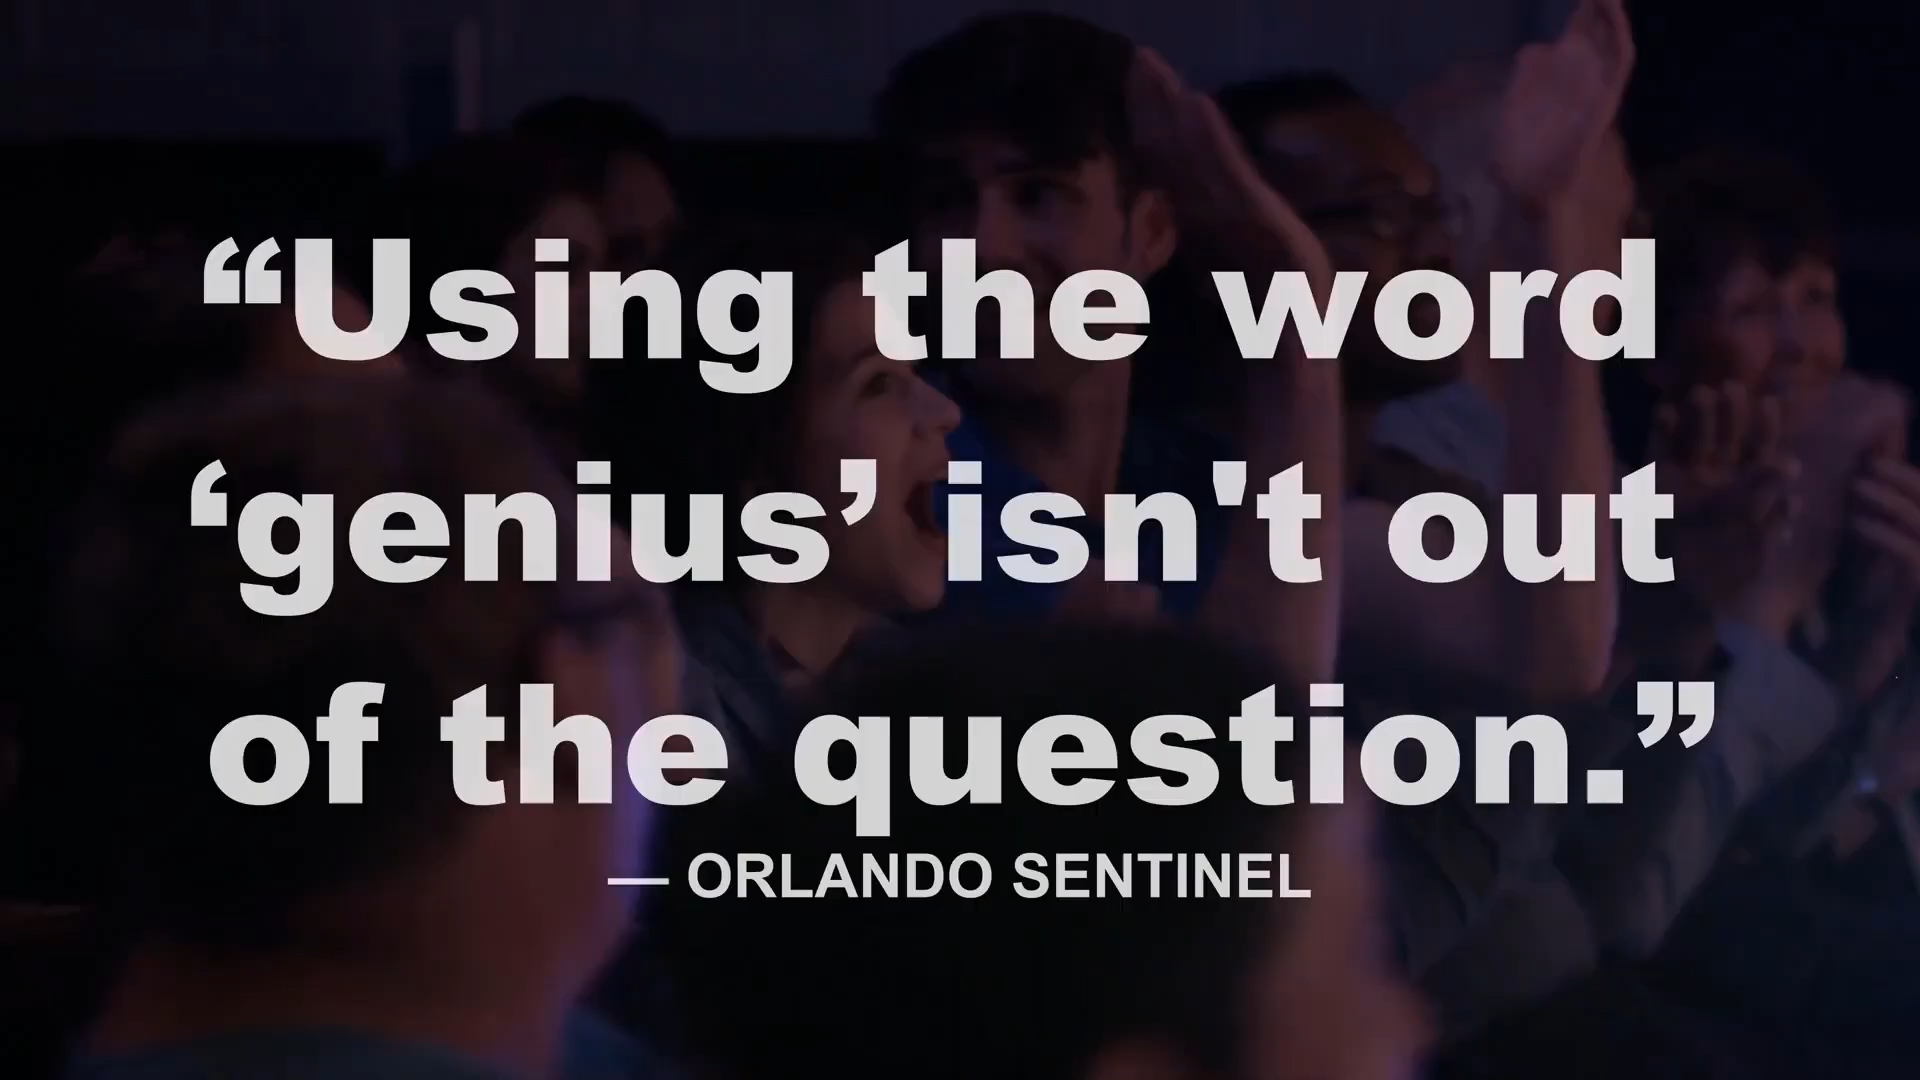 “Using the word
‘genius’ isn't out
of the question.”
— ORLANDO SENTINEL